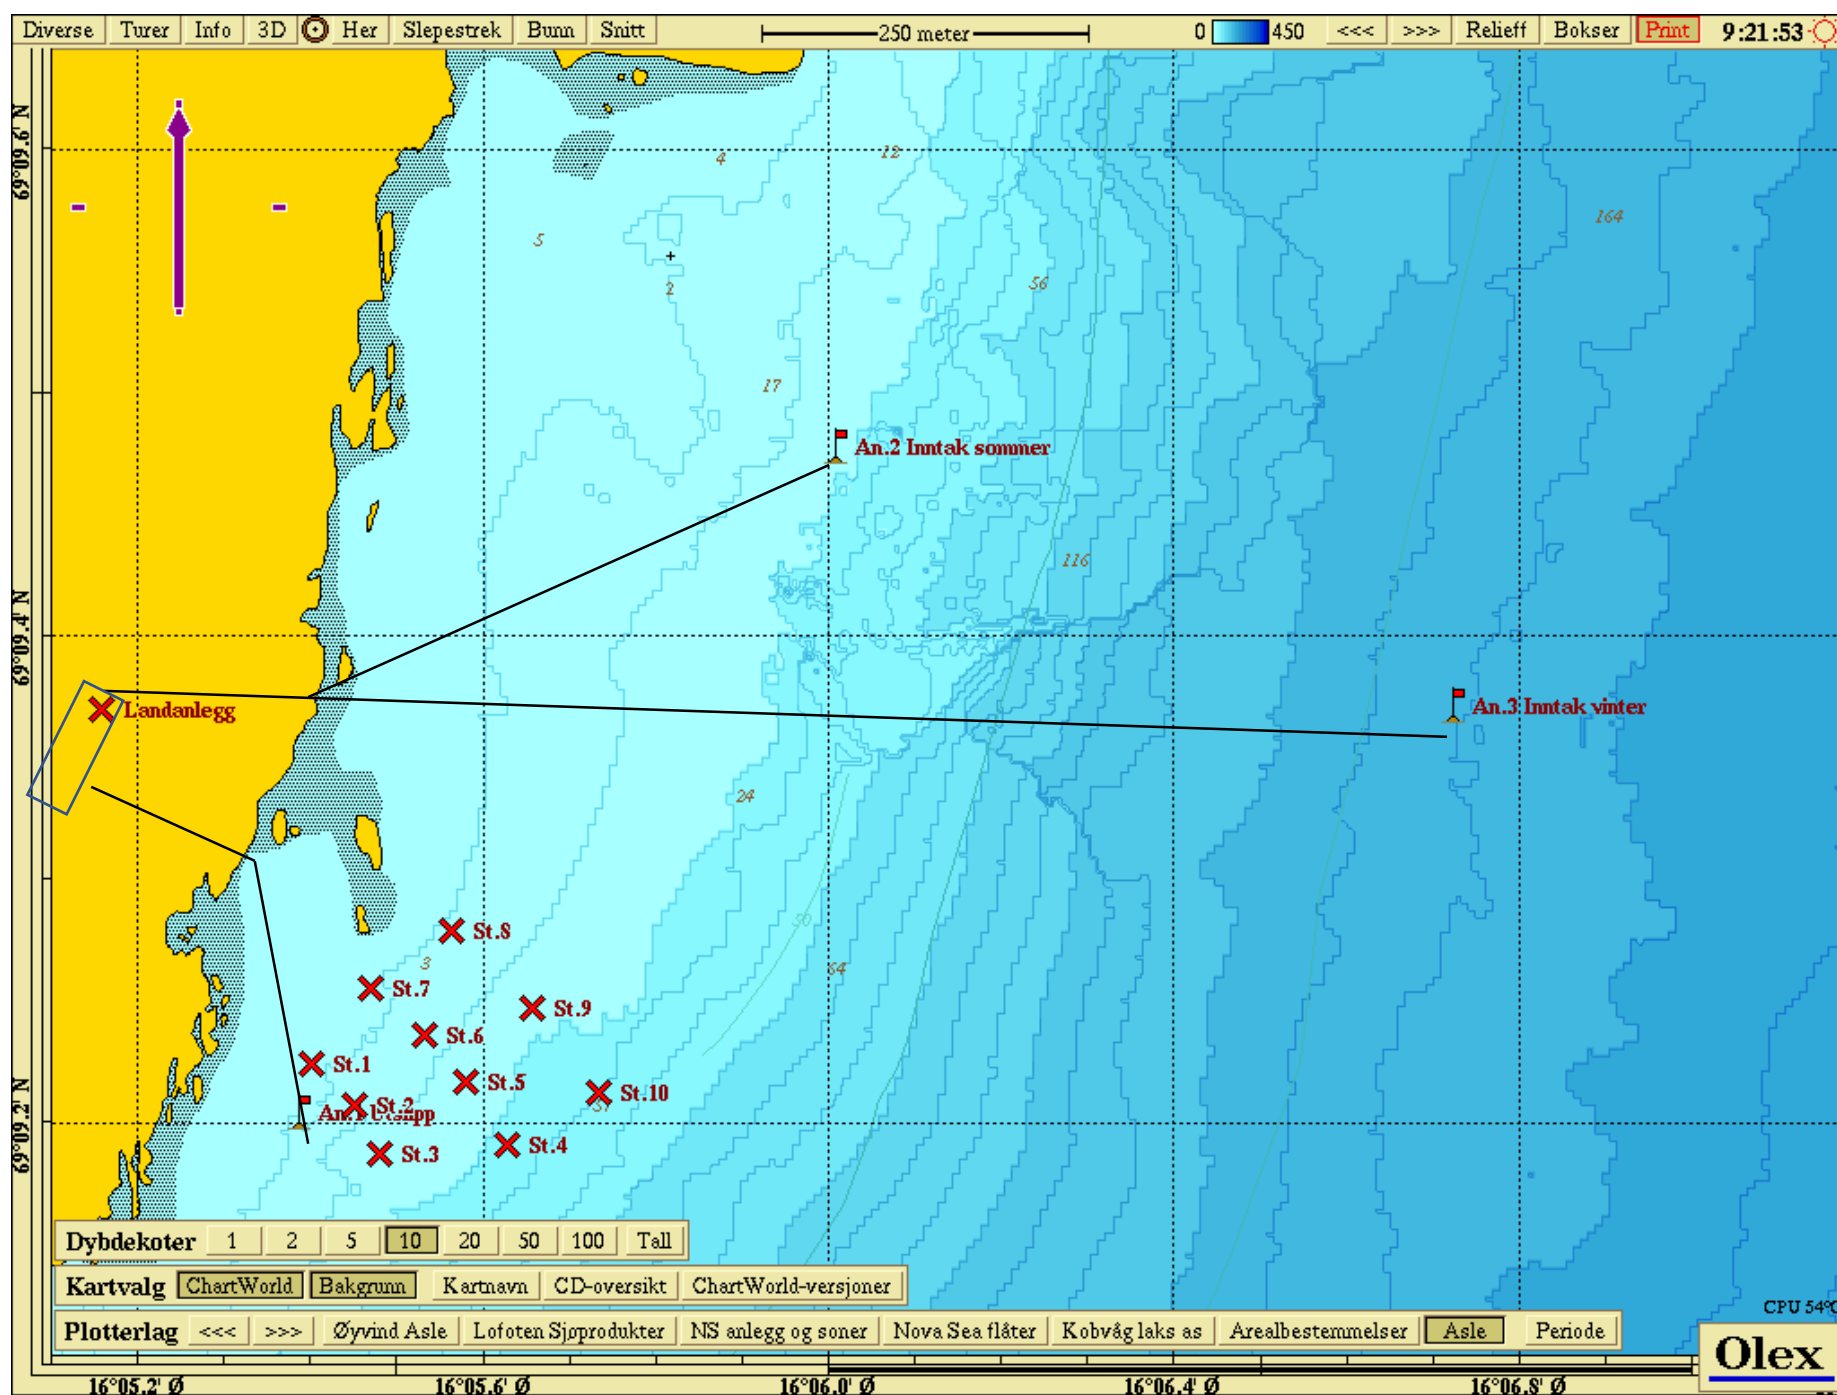 Diverse Turer Info 3D Her Slepestrek Bunn Snitt 250 meter 0 450 <<< >>> Relieff Bokser Print 9:21:53
69°09.6' N
4
12
164
5
2
56
17
An.2 Inntak sommer
116
69°09.4' N
Landanlegg
An.3 Inntak vinter
24
50
St.8
3
64
St.7
St.9
St.6
St.1
St.5
St.10
69°09.2' N
St.2
An.1 Utslipp
St.4
St.3
Dybdekoter 1 2 5 10 20 50 100 Tall
Kartvalg ChartWorld Bakgrunn Kartnavn CD-oversikt ChartWorld-versjoner
CPU 54°C
Plotterlag <<< >>> Øyvind Asle Lofoten Sjøprodukter NS anlegg og soner Nova Sea flåter Kobvåg laks as Arealbestemmelser Asle Periode
Olex
16°05.2' Ø 16°05.6' Ø 16°06.0' Ø 16°06.4' Ø 16°06.8' Ø